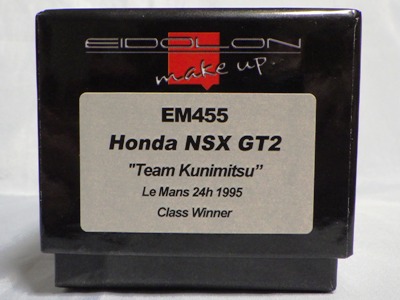 EIDOLON
make up.
EM455
Honda NSX GT2
"Team Kunimitsu”
Le Mans 24h 1995
Class Winner